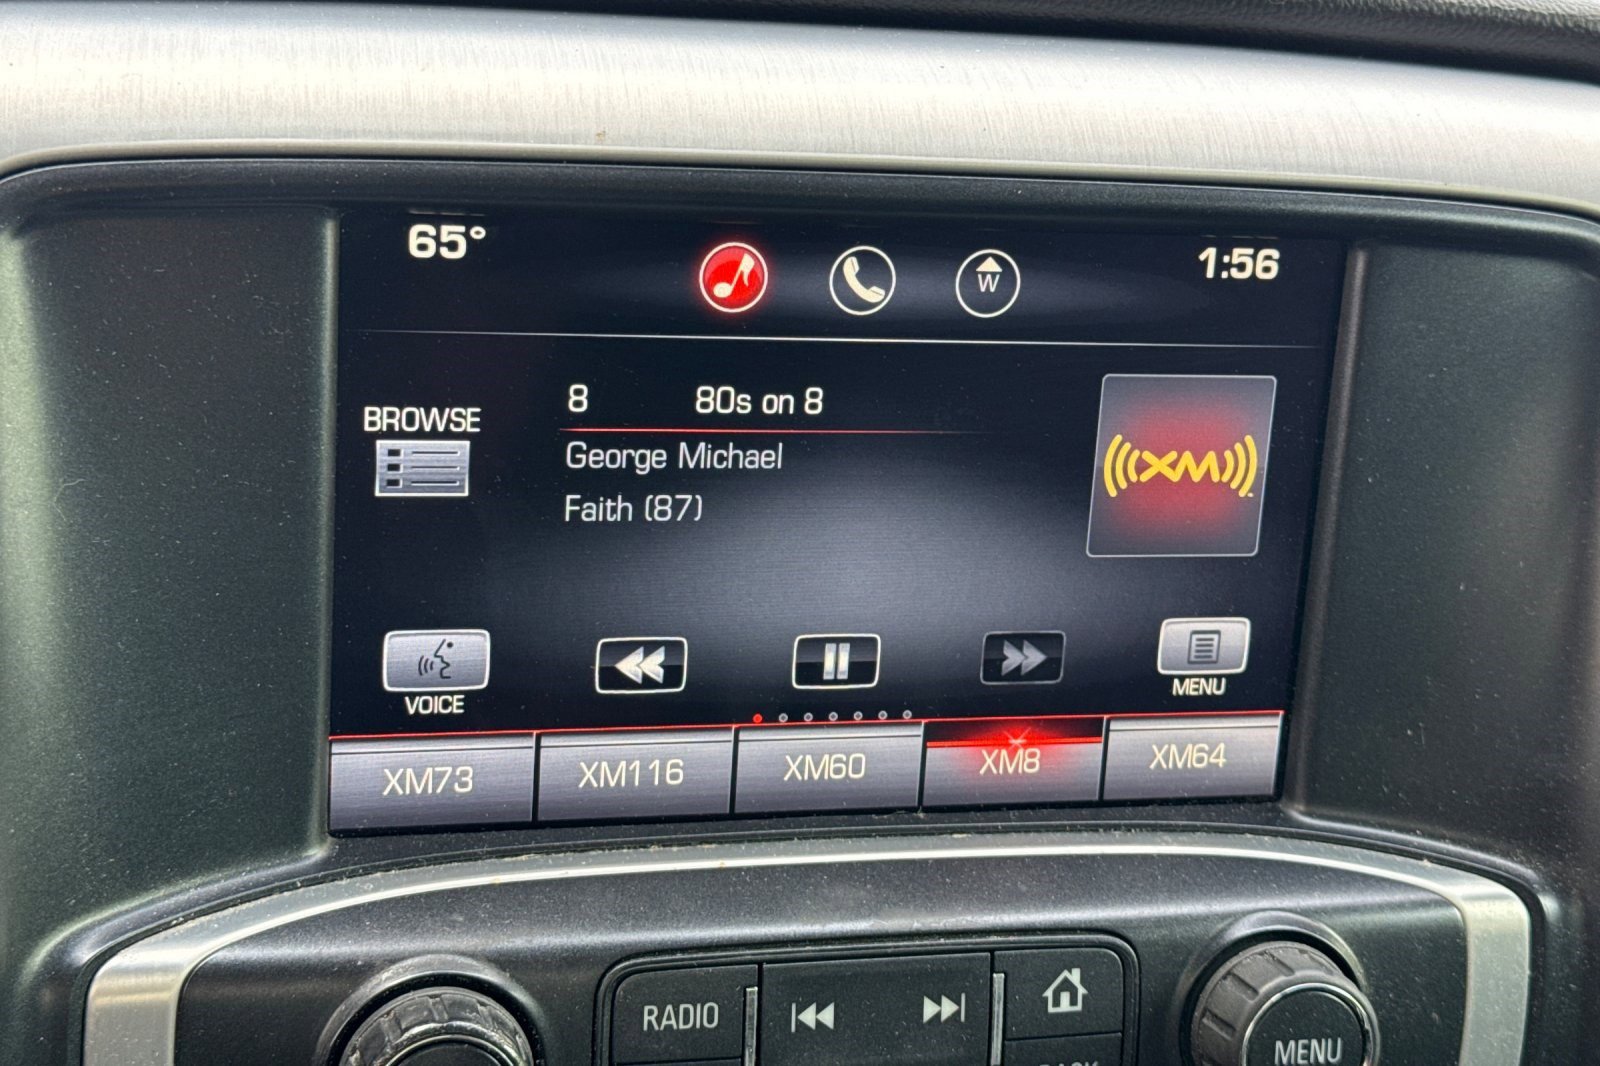 65°
W
1:56
BROWSE
8 80s on 8
George Michael
Faith (87)
XM
VOICE
MENU
XM73 XM116 XM60 XM8 XM64
RADIO
MENU